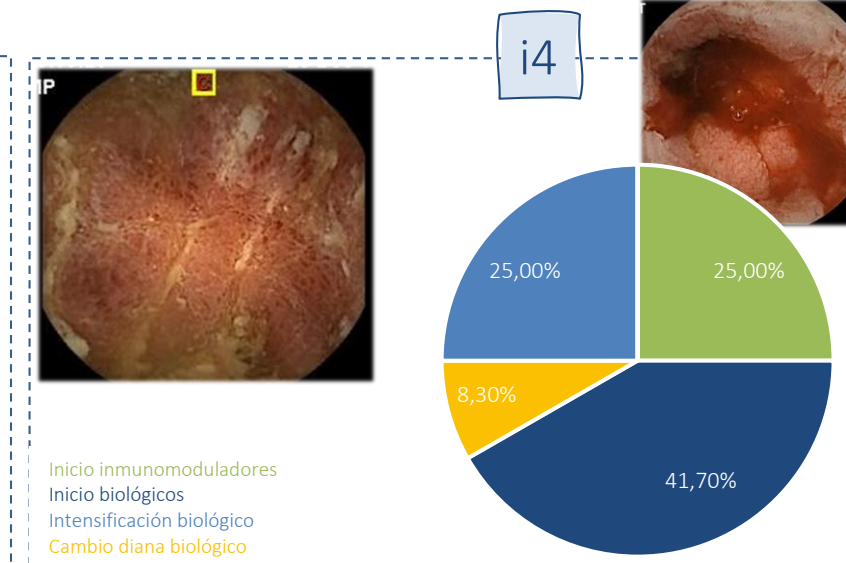 i4
IP
T
25,00%
25,00%
8,30%
41,70%
Inicio inmunomoduladores
Inicio biológicos
Intensificación biológico
Cambio diana biológico